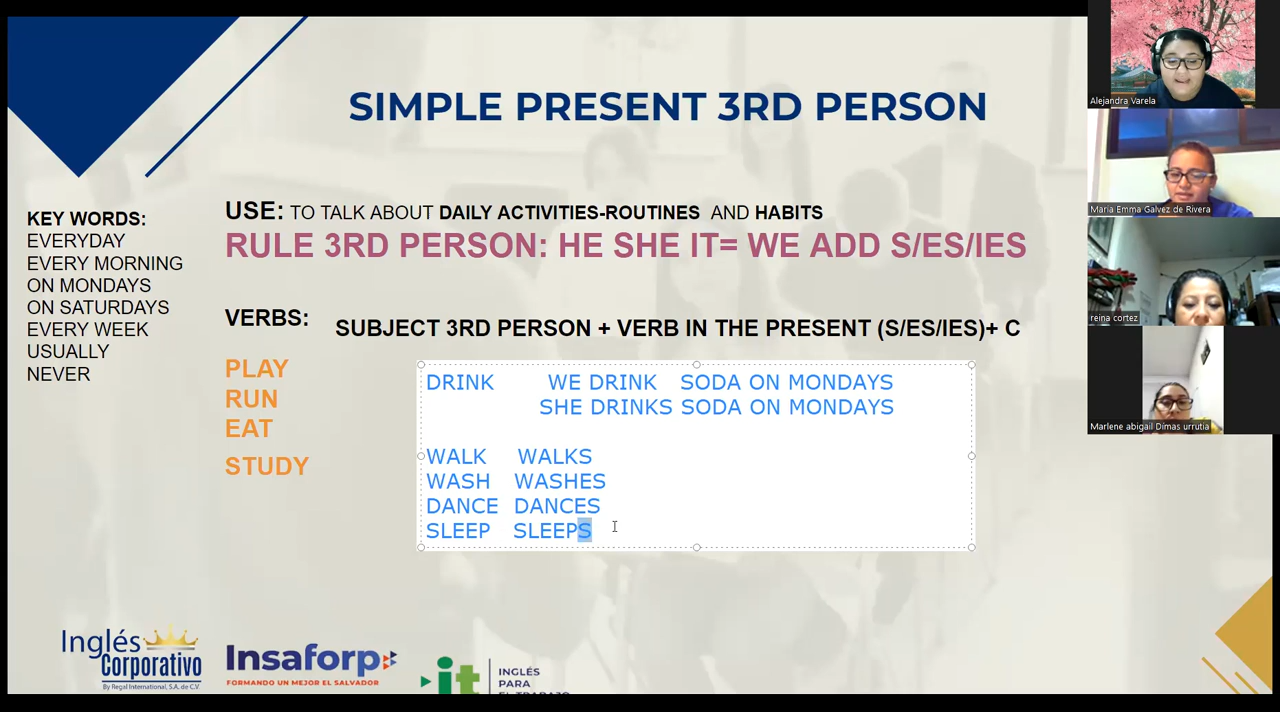 SIMPLE PRESENT 3RD PERSON
KEY WORDS:
EVERYDAY
EVERY MORNING
ON MONDAYS
ON SATURDAYS
EVERY WEEK
USUALLY
NEVER
USE: TO TALK ABOUT DAILY ACTIVITIES-ROUTINES AND HABITS
RULE 3RD PERSON: HE SHE IT= WE ADD S/ES/IES
VERBS:
SUBJECT 3RD PERSON + VERB IN THE PRESENT (S/ES/IES)+ C
PLAY
RUN
EAT
STUDY
DRINK WE DRINK SODA ON MONDAYS
SHE DRINKS SODA ON MONDAYS
WALK WALKS
WASH WASHES
DANCE DANCES
SLEEP SLEEPS
Inglés
Corporativo
By Regal International, S.A. de C.V.
Insaforp
FORMANDO UN MEJOR EL SALVADOR
it
INGLÉS
PARA
EL TRABAJO
Alejandra Varela
Maria Emma Galvez de Rivera
reina cortez
Marlene abigail Dimas urrutia